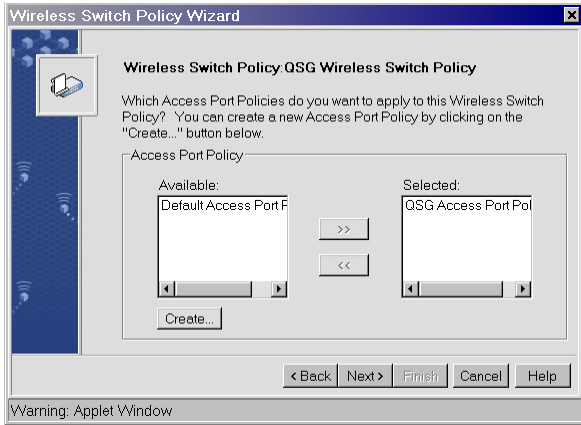 Wireless Switch Policy Wizard
Wireless Switch Policy:QSG Wireless Switch Policy
Which Access Port Policies do you want to apply to this Wireless Switch
Policy? You can create a new Access Port Policy by clicking on the
"Create..." button below.
Access Port Policy
Available:
Selected:
Default Access Port P
QSG Access Port Pol
>>
<<
Create...
< Back
Next >
Finish
Cancel
Help
Warning: Applet Window